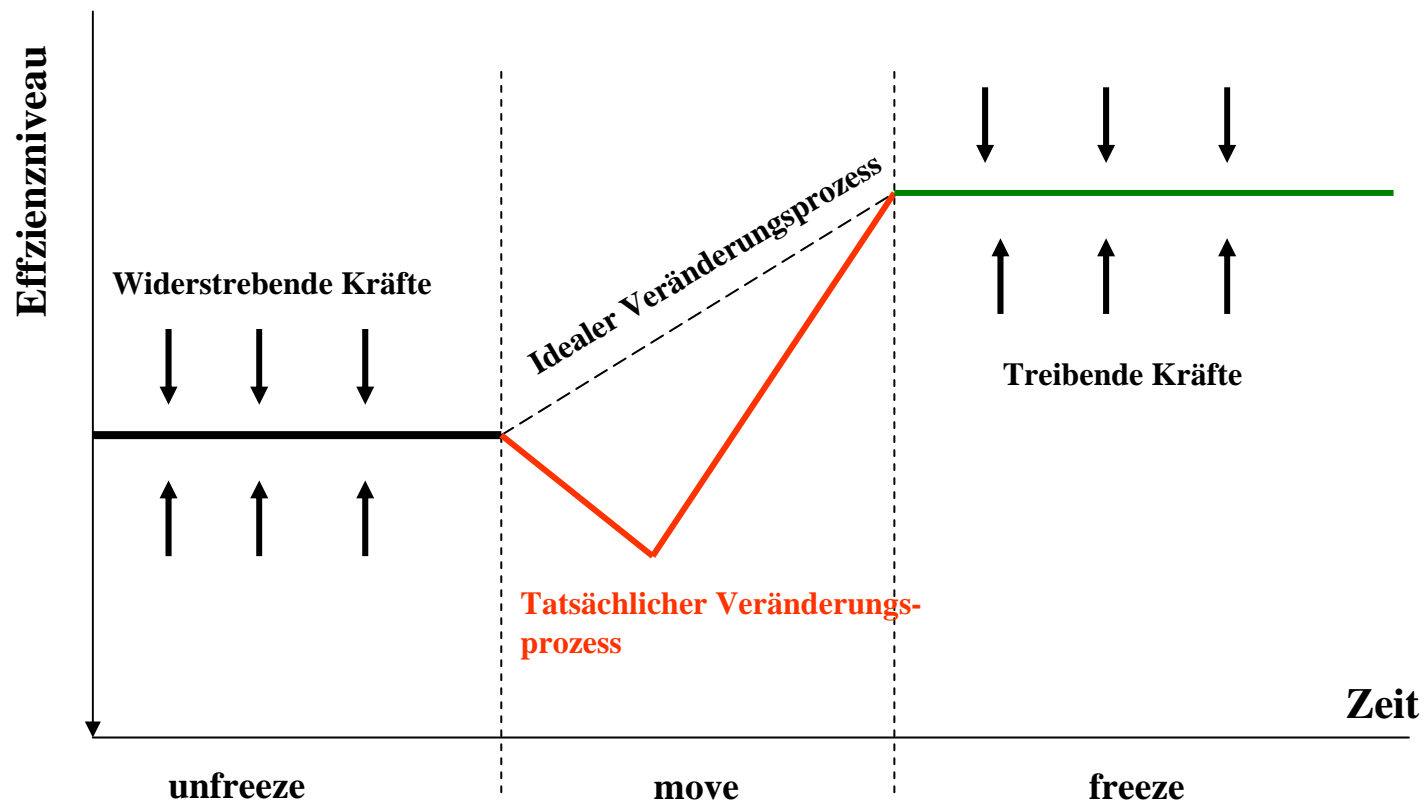 Effzienzniveau
Widerstrebende Kräfte
Idealer Veränderungsprozess
Treibende Kräfte
Tatsächlicher Veränderungs-
prozess
Zeit
unfreeze
move
freeze